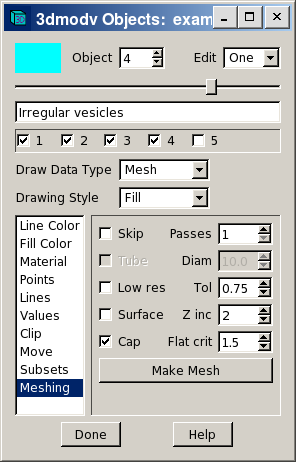 3dmodv Objects: exam
Object 4 Edit One
Irregular vesicles
1 2 3 4 5
Draw Data Type Mesh
Drawing Style Fill
Line Color
Fill Color
Material
Points
Lines
Values
Clip
Move
Subsets
Meshing
Skip Passes 1
Tube Diam 10.0
Low res Tol 0.75
Surface Z inc 2
Cap Flat crit 1.5
Make Mesh
Done Help